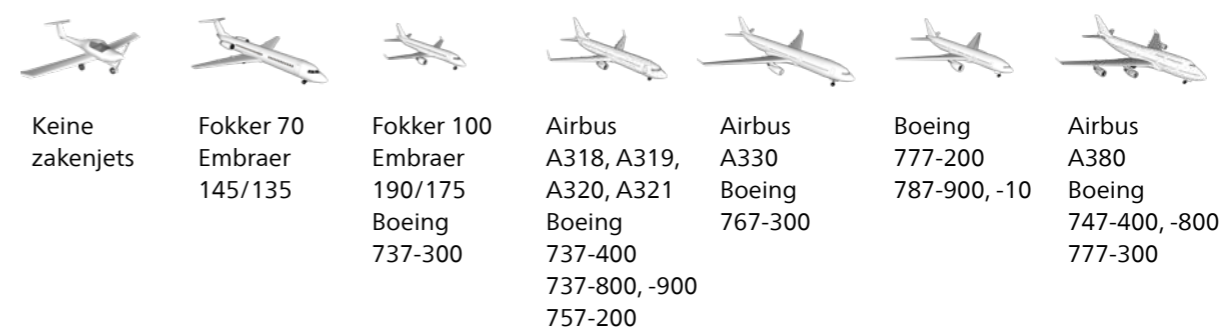 Keine
zakenjets
Fokker 70
Embraer
145/135
Fokker 100
Embraer
190/175
Boeing
737-300
Airbus
A318, A319,
A320, A321
Boeing
737-400
737-800, -900
757-200
Airbus
A330
Boeing
767-300
Boeing
777-200
787-900, -10
Airbus
A380
Boeing
747-400, -800
777-300